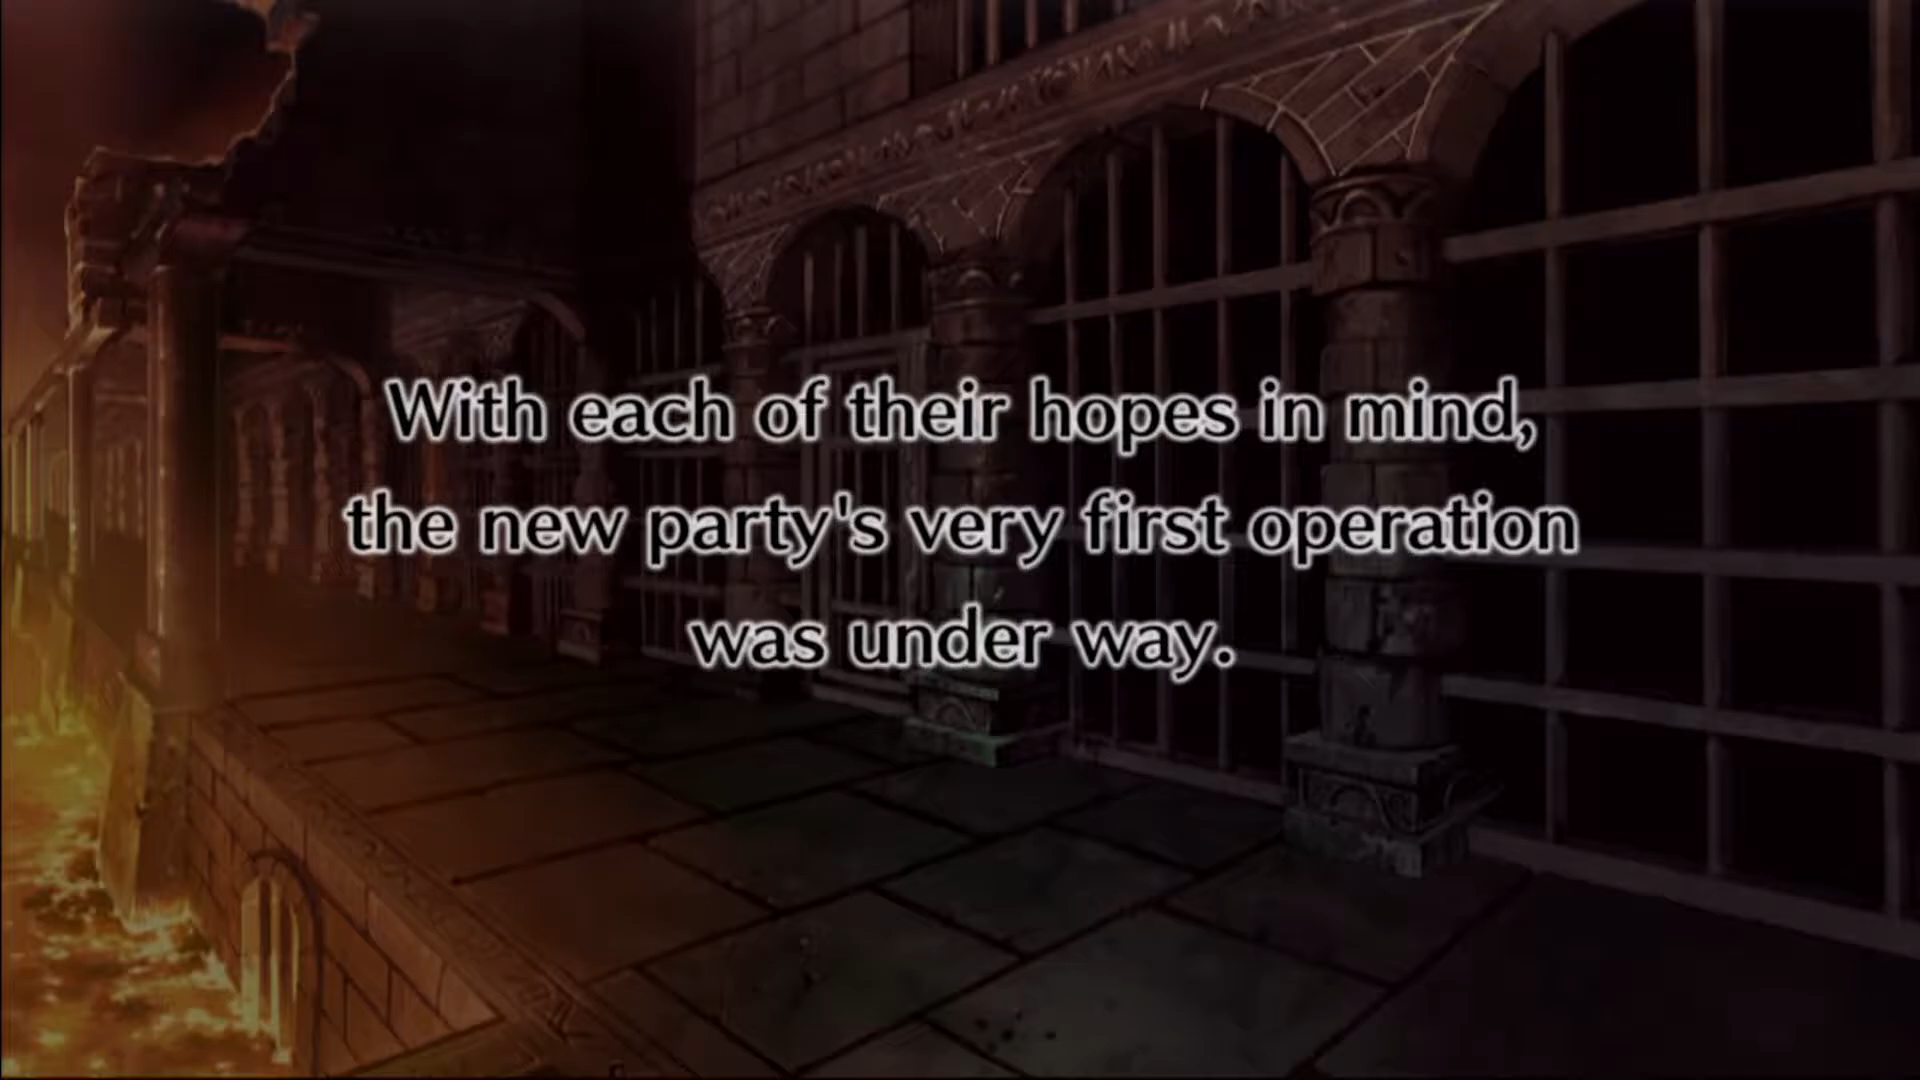 With each of their hopes in mind,
the new party's very first operation
was under way.